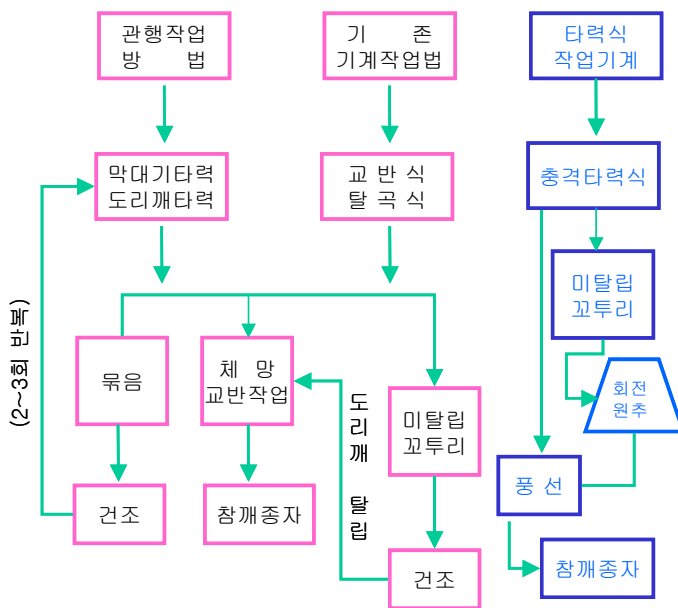 관행작업
방 법
기 존
기계작업법
타력식
작업기계
막대기타력
도리깨타력
교 반 식
탈 곡 식
충격타력식
미탈립
꼬투리
(2~3회 반복)
묶음
체 망
교반작업
도리깨 탈립
미탈립
꼬투리
회전
원추
건조
참깨종자
풍 선
건조
참깨종자